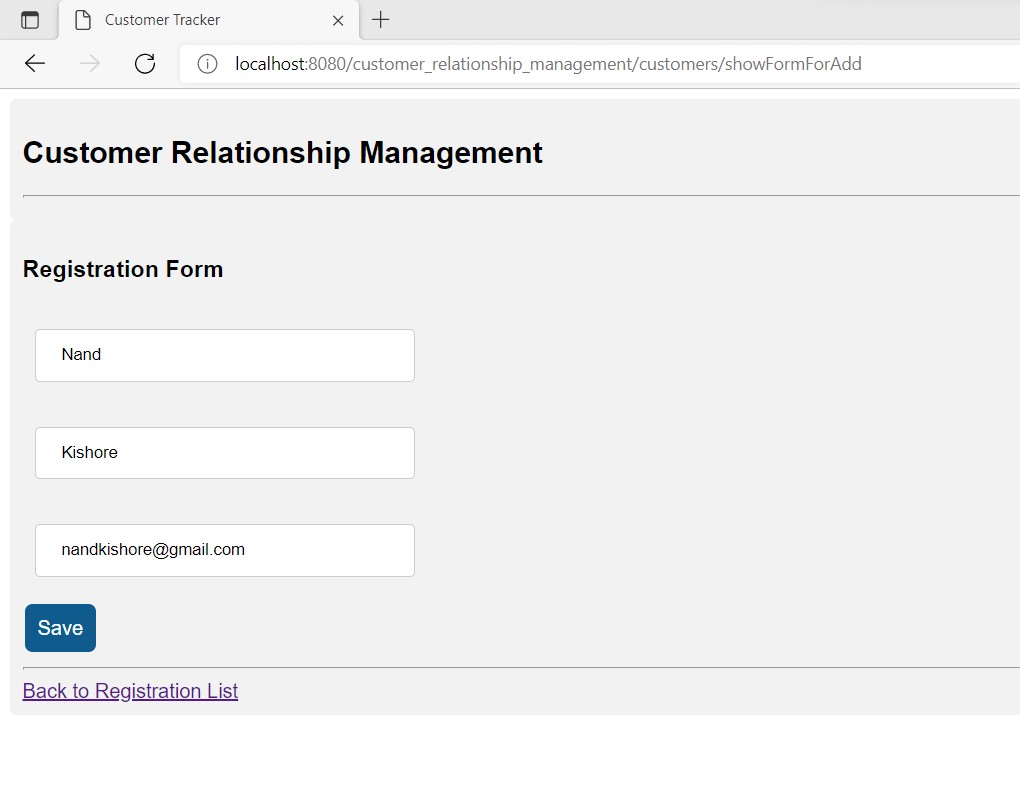 Customer Tracker
localhost:8080/customer_relationship_management/customers/showFormForAdd
Customer Relationship Management
Registration Form
Nand
Kishore
nandkishore@gmail.com
Save
Back to Registration List